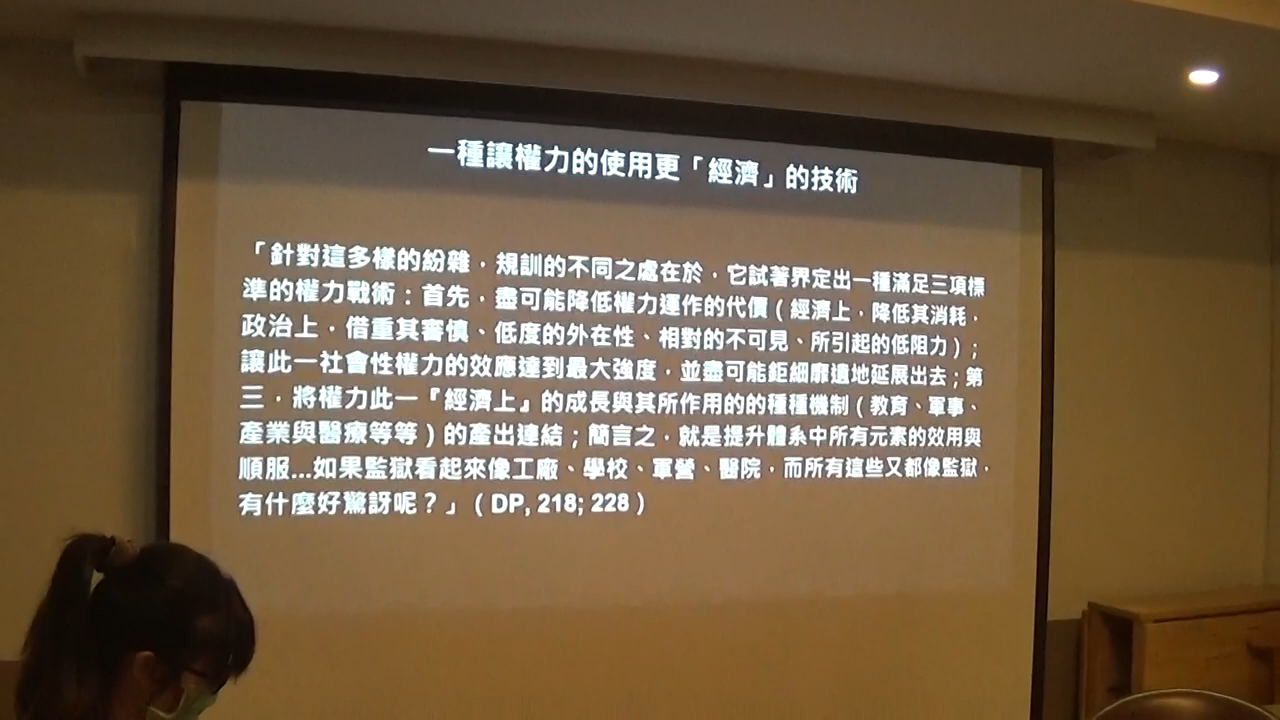 一種讓權力的使用更「經濟」的技術
「針對這多樣的紛雜，規訓的不同之處在於，它試著界定出一種滿足三項標
準的權力戰術：首先，盡可能降低權力運作的代價（經濟上，降低其消耗，
政治上，借重其審慎、低度的外在性、相對的不可見、所引起的低阻力）；
讓此一社會性權力的效應達到最大強度，並盡可能鉅細靡遺地延展出去；第
三，將權力此一『經濟上』的成長與其所作用的的種種機制（教育、軍事、
產業與醫療等等）的產出連結；簡言之，就是提升體系中所有元素的效用與
順服...如果監獄看起來像工廠、學校、軍營、醫院，而所有這些又都像監獄，
有什麼好驚訝呢？」（DP, 218; 228）